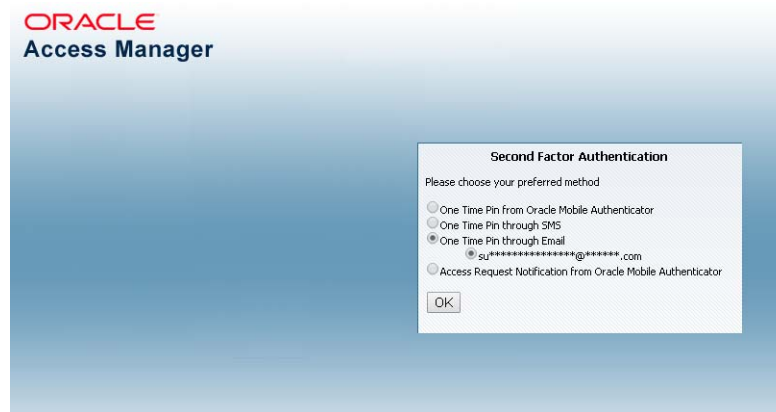 ORACLE
Access Manager
Second Factor Authentication
Please choose your preferred method
One Time Pin from Oracle Mobile Authenticator
One Time Pin through SMS
One Time Pin through Email
su***************@******.com
Access Request Notification from Oracle Mobile Authenticator
OK